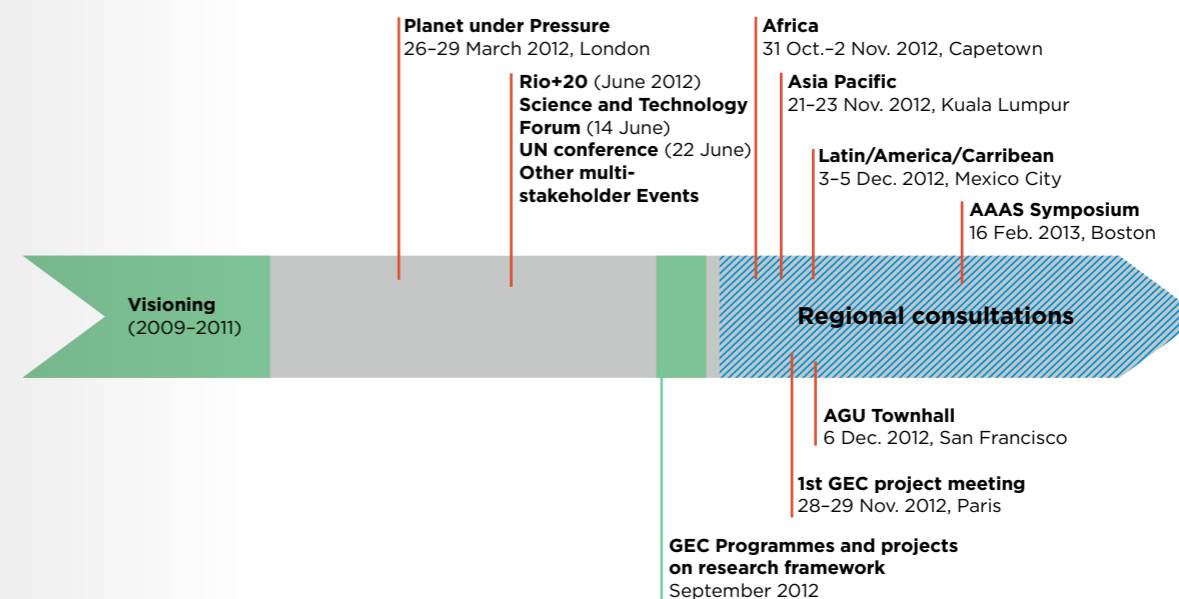 Planet under Pressure
26–29 March 2012, London
Rio+20 (June 2012)
Science and Technology
Forum (14 June)
UN conference (22 June)
Other multi-
stakeholder Events
Africa
31 Oct.–2 Nov. 2012, Capetown
Asia Pacific
21–23 Nov. 2012, Kuala Lumpur
Latin/America/Carribean
3–5 Dec. 2012, Mexico City
AAAS Symposium
16 Feb. 2013, Boston
Visioning
(2009–2011)
Regional consultations
AGU Townhall
6 Dec. 2012, San Francisco
1st GEC project meeting
28–29 Nov. 2012, Paris
GEC Programmes and projects
on research framework
September 2012